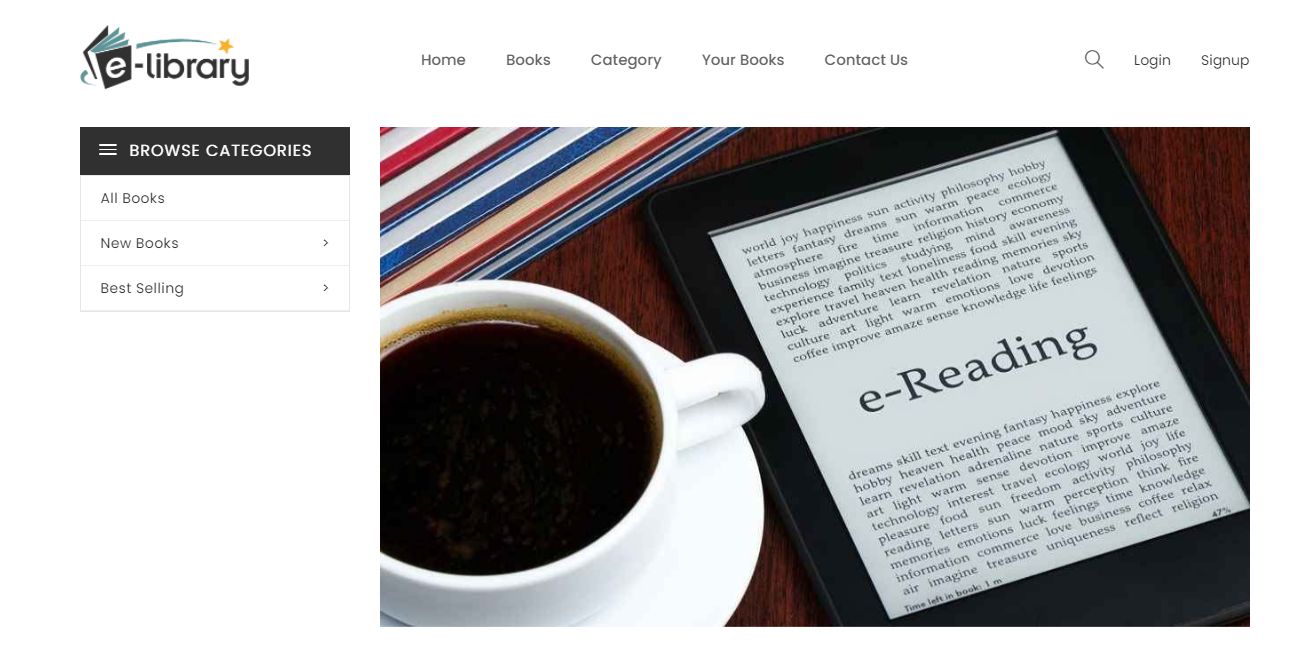 e-library
Home Books Category Your Books Contact Us Login Signup
BROWSE CATEGORIES
All Books
New Books
Best Selling
world joy happiness sun activity philosophy hobby
letters fantasy dreams sun warm peace ecology
atmosphere fire time information commerce
business imagine treasure religion history economy
technology politics studying mind awareness
experience family text loneliness food skill evening
explore travel heaven health reading memories sky
luck adventure learn revelation nature sports
culture art light warm emotions love devotion
coffee improve amaze sense knowledge life feelings
e-Reading
dreams skill text evening fantasy happiness explore
hobby heaven health peace mood sky adventure
learn revelation adrenaline nature sports culture
art light warm sense devotion improve amaze
technology interest travel ecology world joy life
pleasure food sun freedom activity philosophy
reading letters sun warm perception think fire
memories emotions luck feelings time knowledge
information commerce love business coffee relax
air imagine treasure uniqueness reflect religion
Time left in book: 1 m 47%